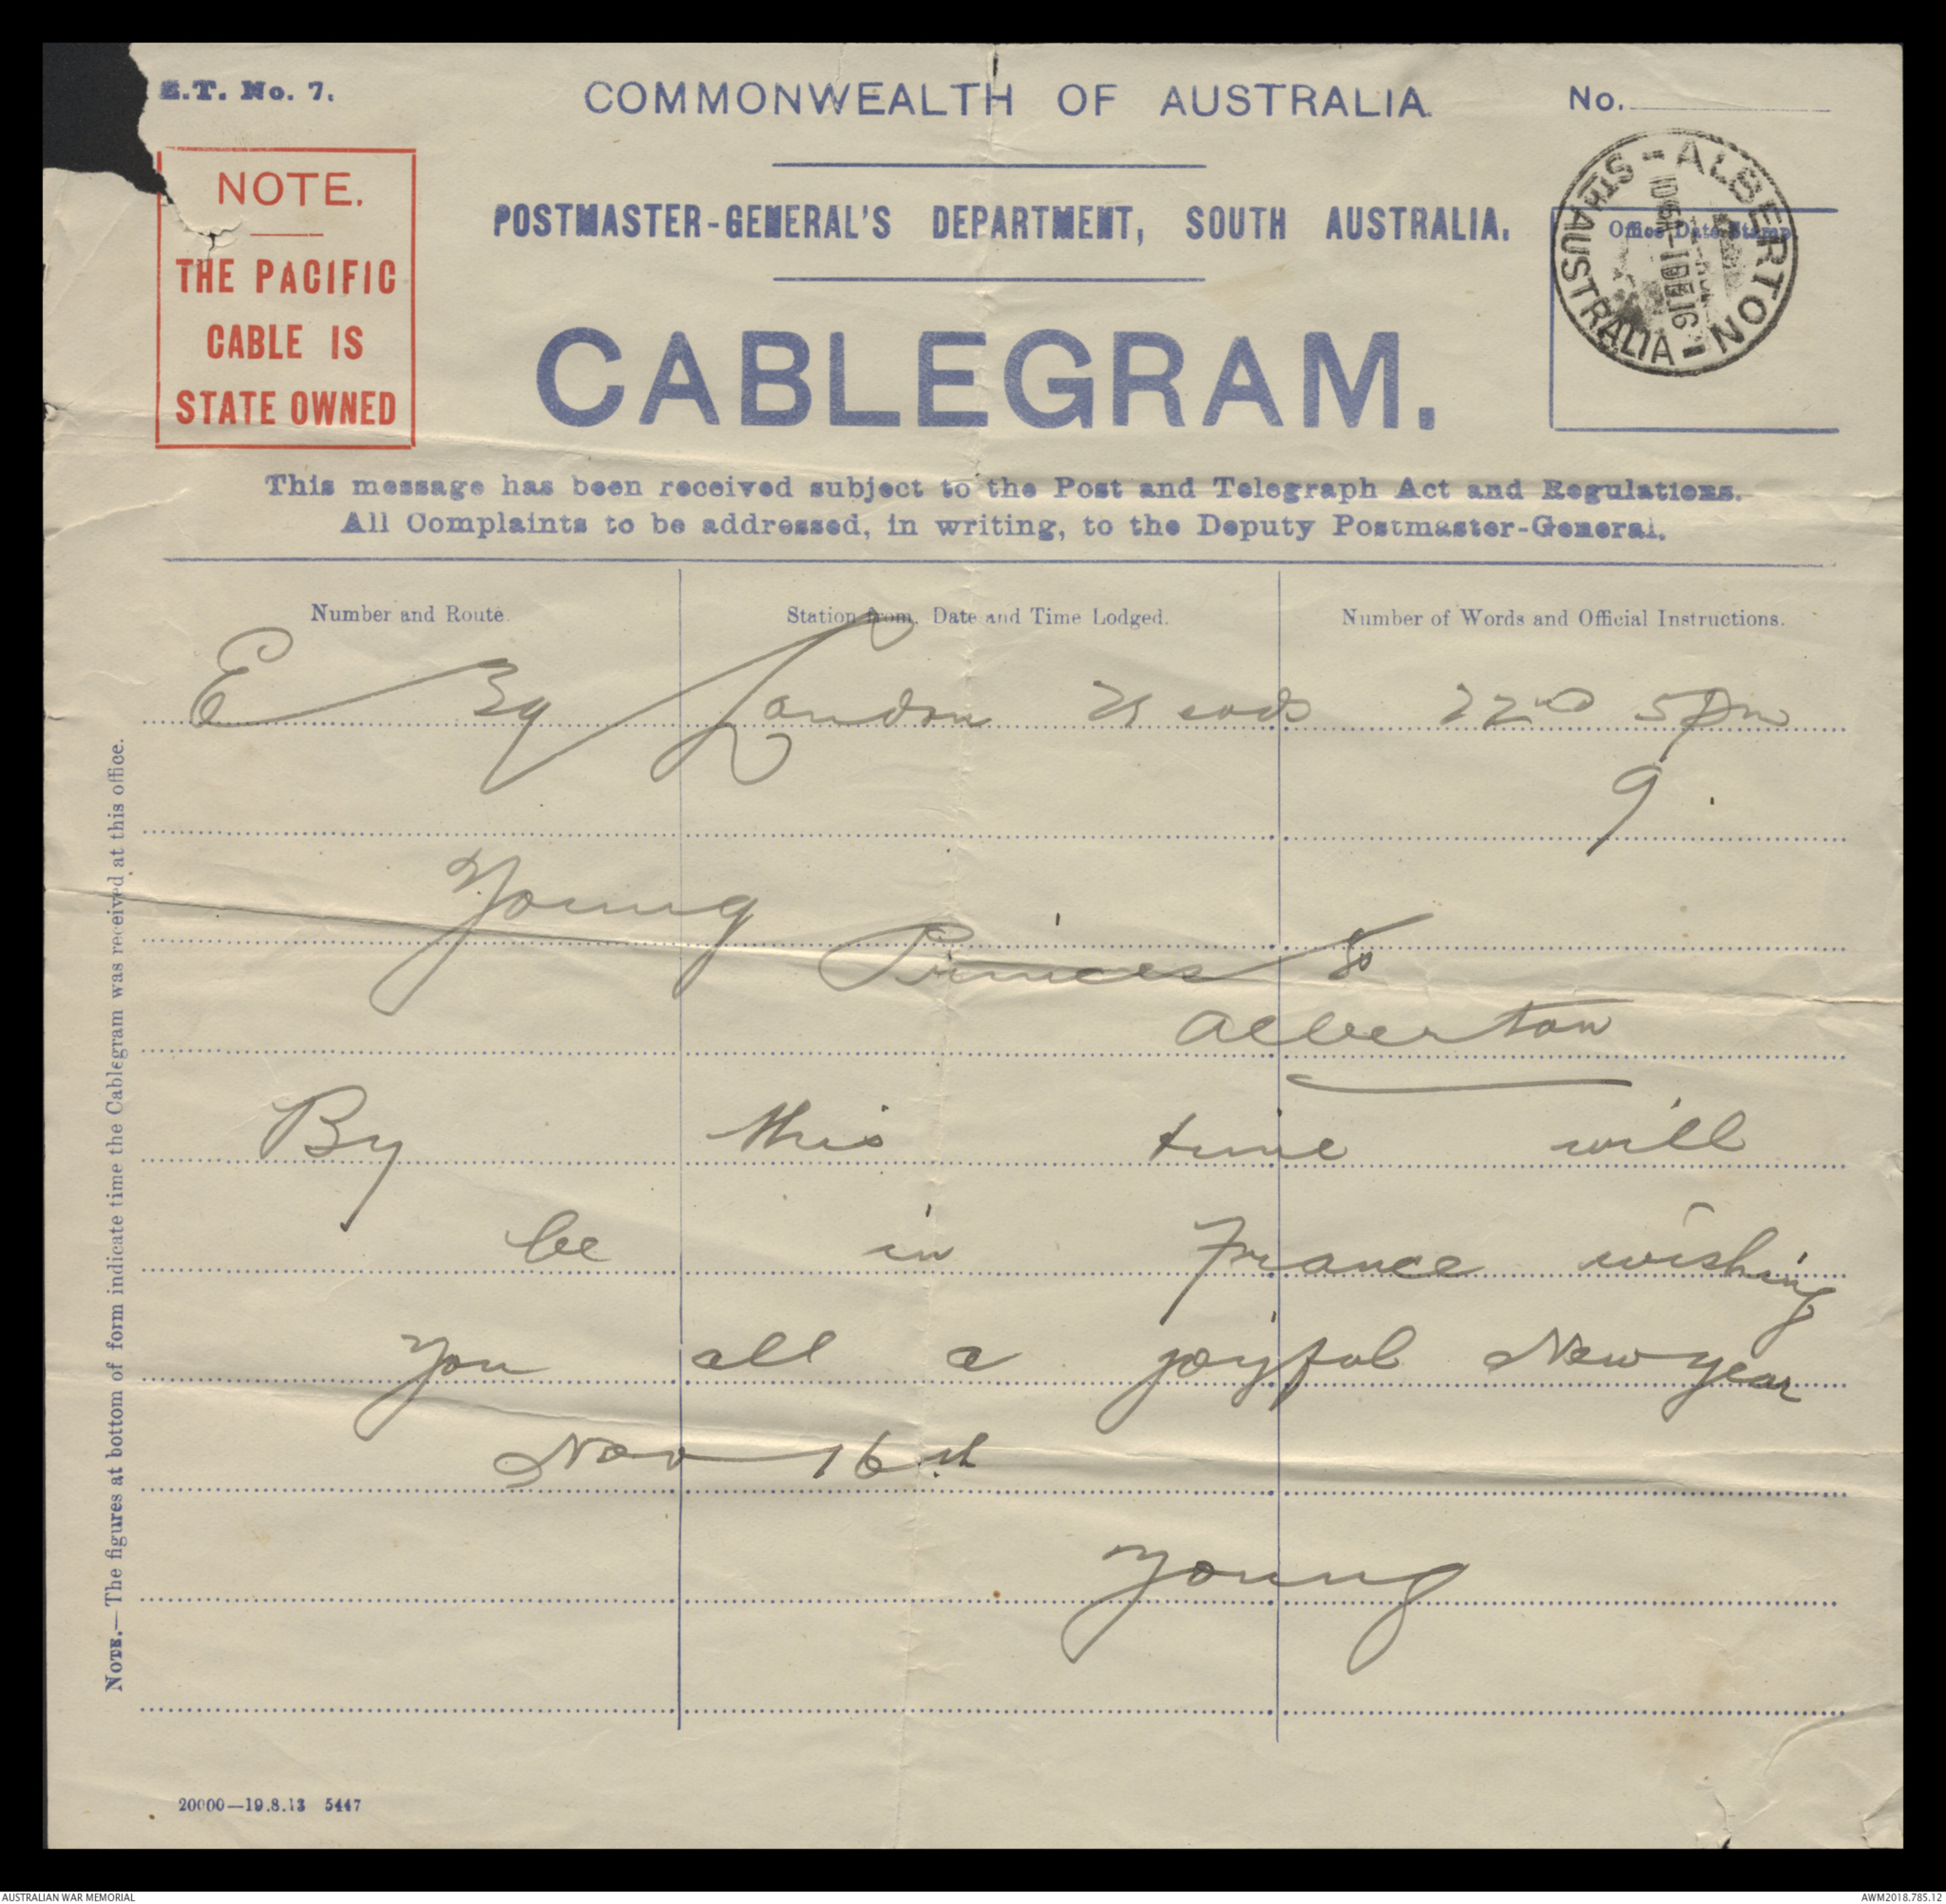 E.T. No. 7.
COMMONWEALTH OF AUSTRALIA.
No.
NOTE.
THE PACIFIC
CABLE IS
STATE OWNED
POSTMASTER-GENERAL'S DEPARTMENT, SOUTH AUSTRALIA.
Office Date Stamp
ALBERTON - STH AUSTRALIA -
CABLEGRAM.
This message has been received subject to the Post and Telegraph Act and Regulations.
All Complaints to be addressed, in writing, to the Deputy Postmaster-General.
Number and Route.
Station from, Date and Time Lodged.
Number of Words and Official Instructions.
E London 22nd 5pm
9.
Young
Princes St
Alberton
By this time will
be in France wishing
you all a joyful New year
Nov 16th
Young
NOTE.—The figures at bottom of form indicate time the Cablegram was received at this office.
20000—19.8.13 5447
AUSTRALIAN WAR MEMORIAL
AWM2018.785.12